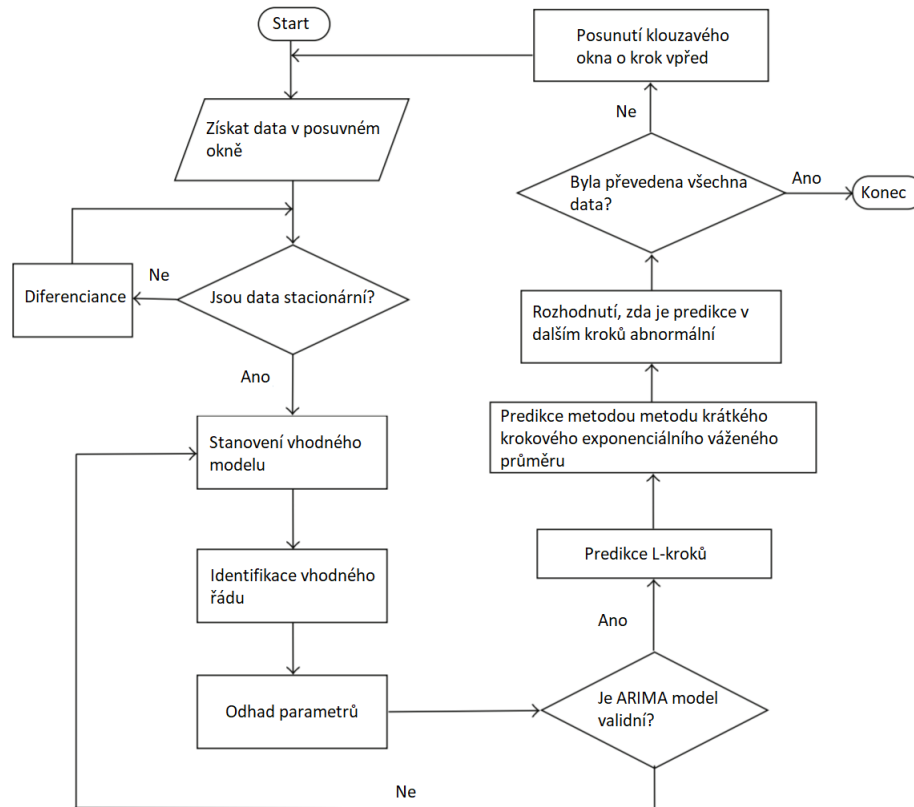 Start
Získat data v posuvném
okně
Jsou data stacionární?
Ne
Diferenciance
Ano
Stanovení vhodného
modelu
Identifikace vhodného
řádu
Odhad parametrů
Je ARIMA model
validní?
Ne
Ano
Predikce L-kroků
Predikce metodou metodu krátkého
krokového exponenciálního váženého
průměru
Rozhodnutí, zda je predikce v
dalším kroků abnormální
Byla převedena všechna
data?
Ano
Konec
Ne
Posunutí klouzavého
okna o krok vpřed